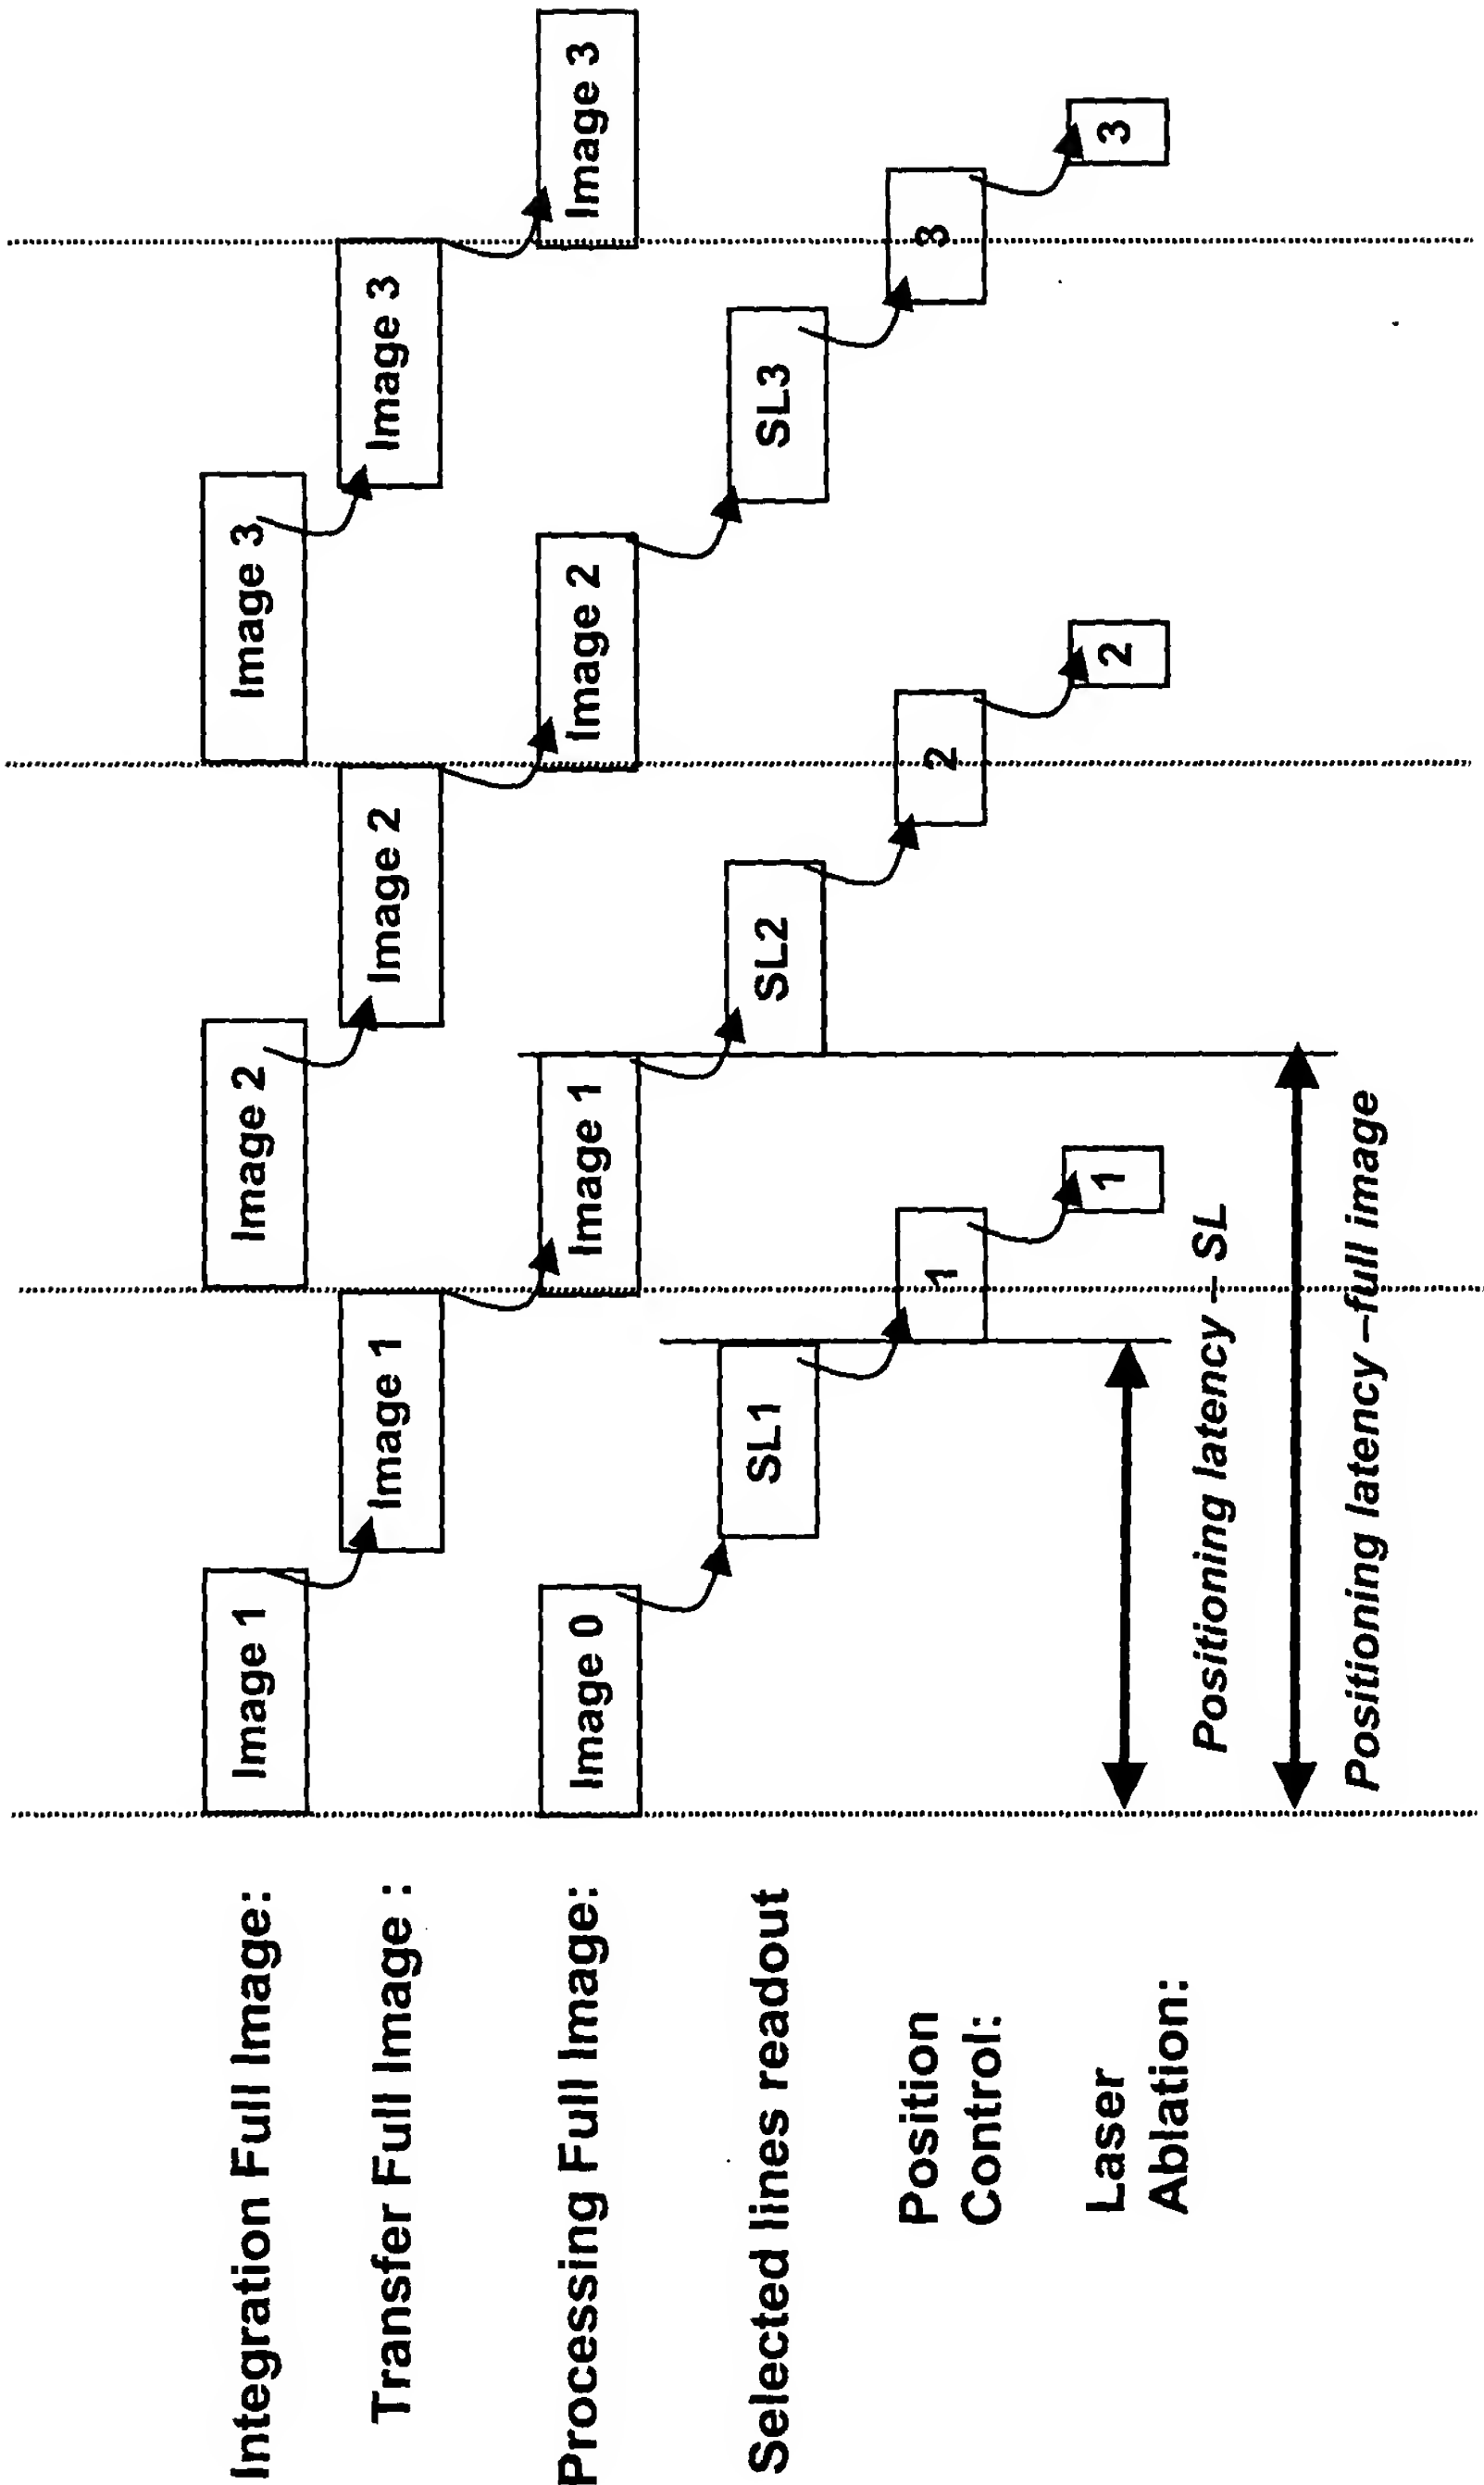 Integration Full Image:
Image 1
Image 2
Image 3
Transfer Full Image :
Image 1
Image 2
Image 3
Processing Full Image:
Image 0
Image 1
Image 2
Image 3
Selected lines readout
SL1
SL2
SL3
Position
Control:
1
2
3
Laser
Ablation:
1
2
3
Positioning latency – SL
Positioning latency –full image